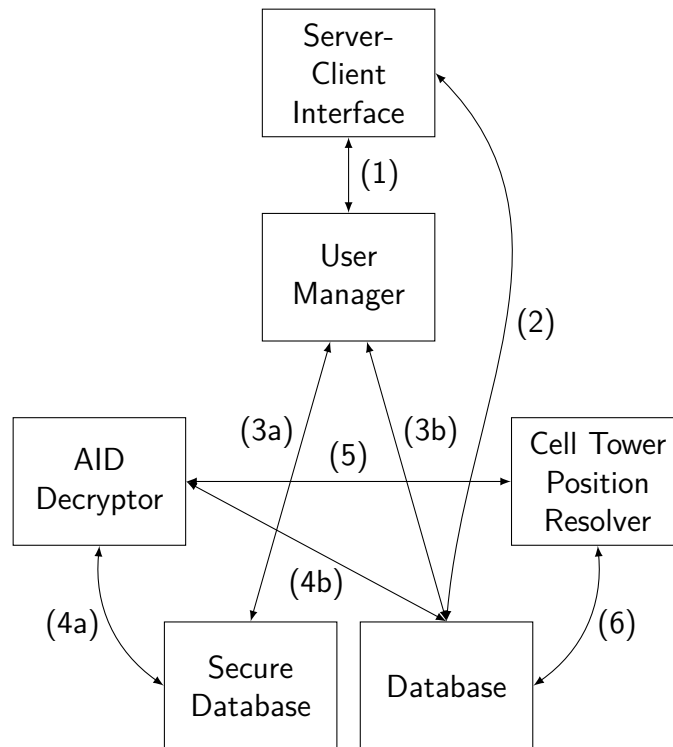 Server-
Client
Interface
(1)
User
Manager
(2)
(3a)
(3b)
AID
Decryptor
(5)
Cell Tower
Position
Resolver
(4b)
(4a)
(6)
Secure
Database
Database